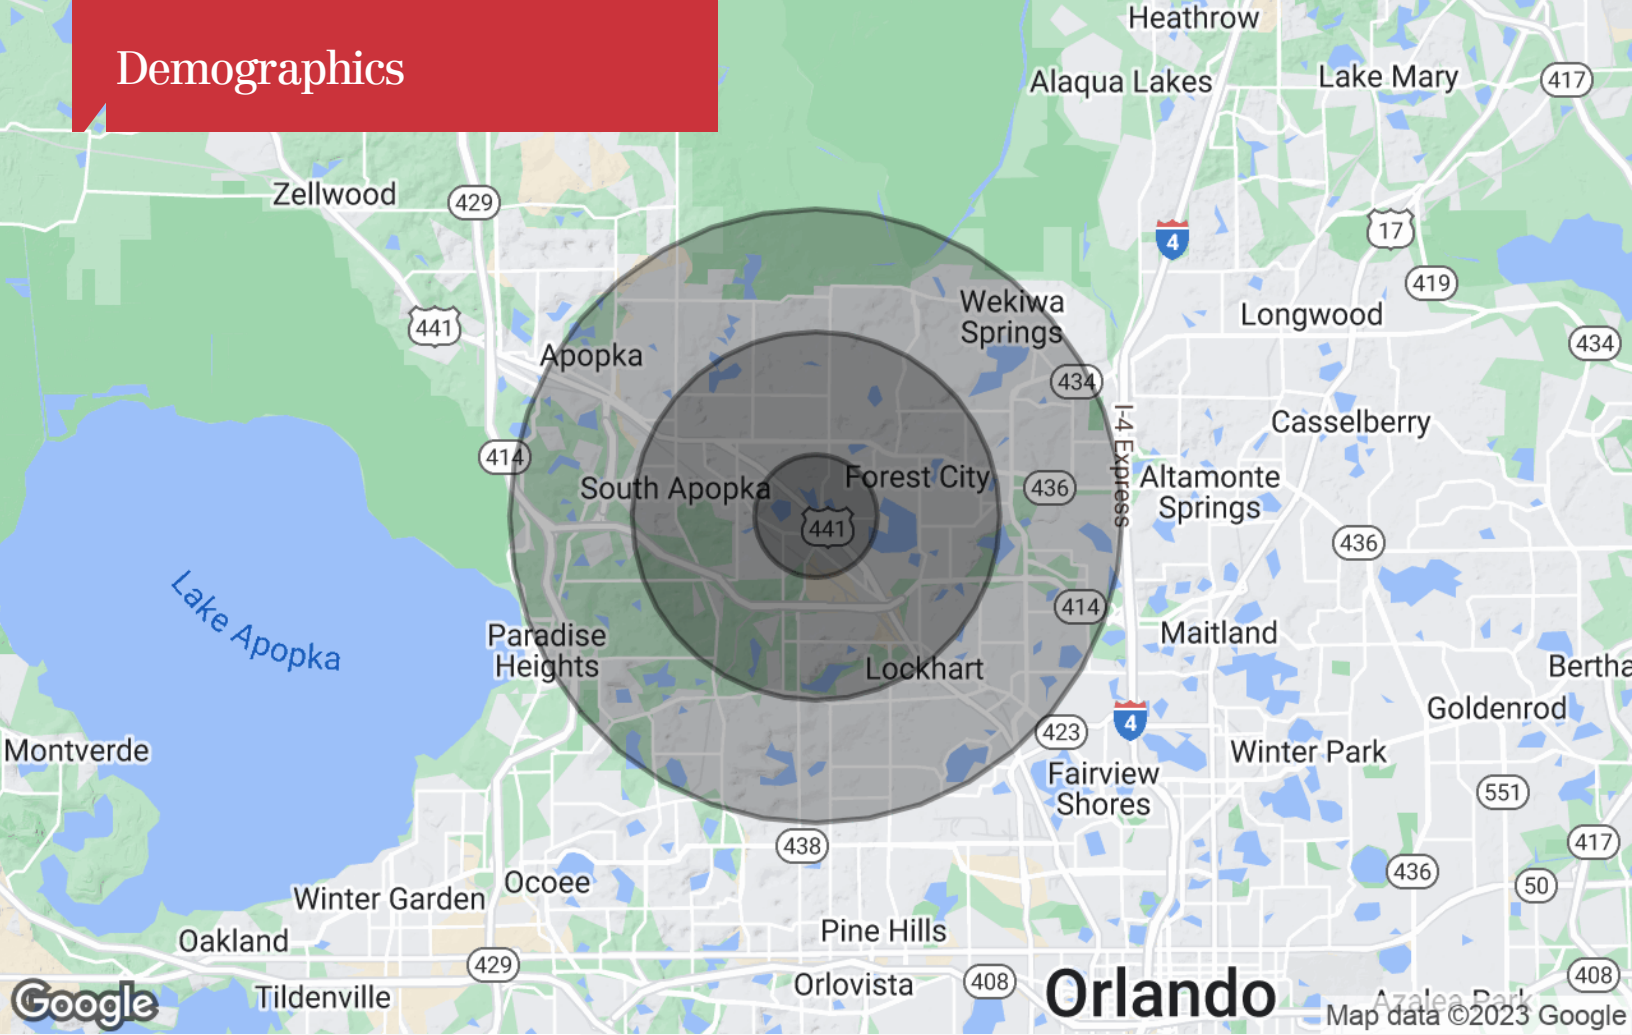 Demographics
Heathrow
Alaqua Lakes
Lake Mary
417
Zellwood
429
17
4
419
Wekiwa
Springs
Longwood
441
434
Apopka
434
Casselberry
I-4 Express
414
Forest City
South Apopka
436
Altamonte
Springs
441
436
Lake Apopka
414
Paradise
Heights
Maitland
Lockhart
Bertha
Goldenrod
4
423
Montverde
Winter Park
Fairview
Shores
551
438
417
436
Ocoee
50
Winter Garden
Pine Hills
Oakland
429
Orlovista
408
408
Tildenville
Orlando
Azalea Park
Google
Map data ©2023 Google